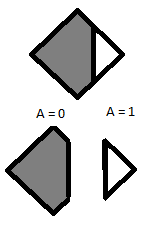 A = 0 A = 1